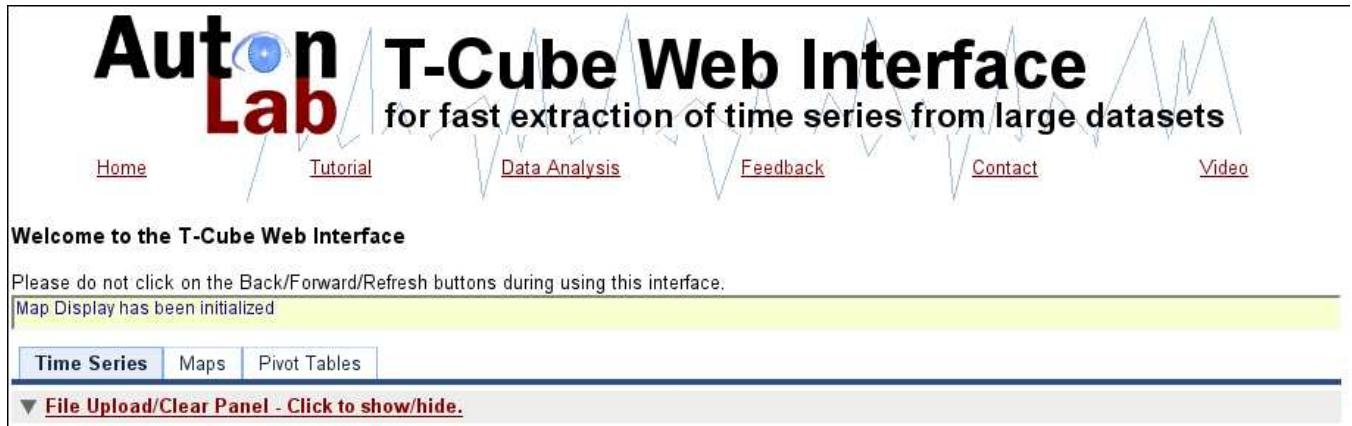 Auton Lab
T-Cube Web Interface
for fast extraction of time series from large datasets
Home Tutorial Data Analysis Feedback Contact Video
Welcome to the T-Cube Web Interface
Please do not click on the Back/Forward/Refresh buttons during using this interface.
Map Display has been initialized
Time Series Maps Pivot Tables
▼ File Upload/Clear Panel - Click to show/hide.